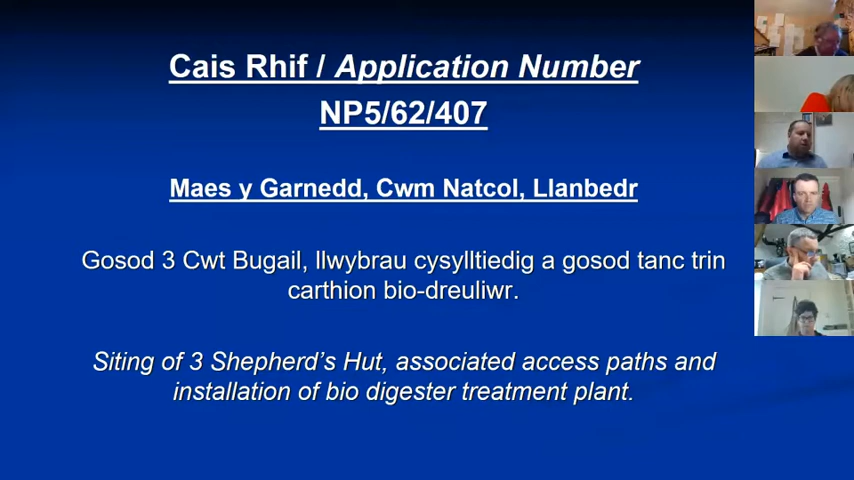 Cais Rhif / Application Number
NP5/62/407
Maes y Garnedd, Cwm Natcol, Llanbedr
Gosod 3 Cwt Bugail, llwybrau cysylltiedig a gosod tanc trin
carthion bio-dreuliwr.
Siting of 3 Shepherd’s Hut, associated access paths and
installation of bio digester treatment plant.